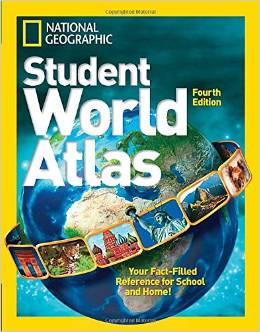 NATIONAL
GEOGRAPHIC
Student
World
Fourth
Edition
Atlas
Your Fact-Filled
Reference for School
and Home!